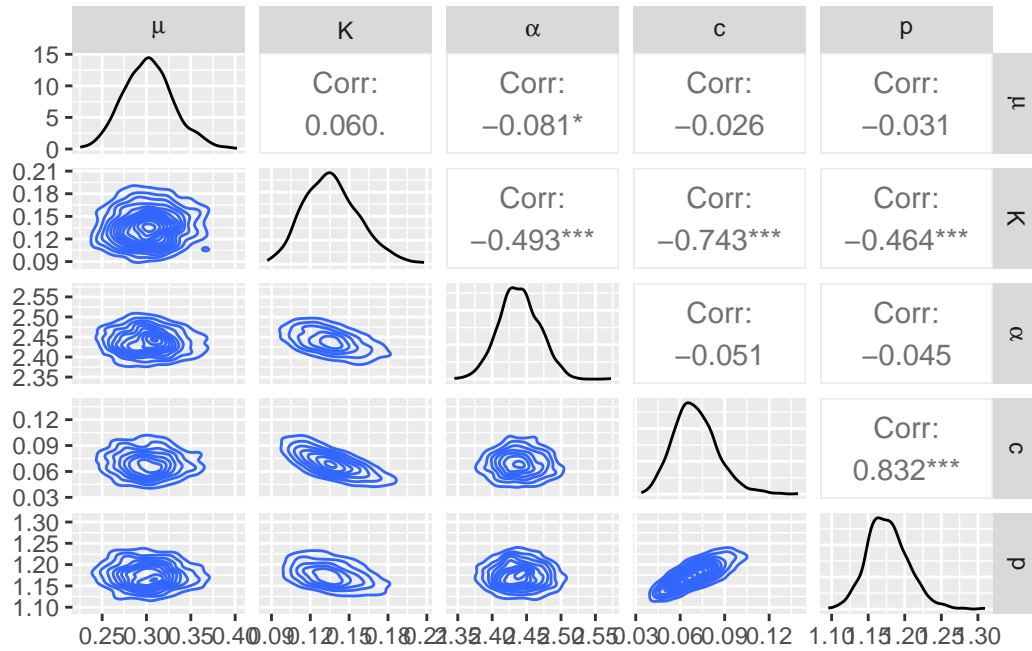 μ K α c p
15
10
5
0
Corr:
0.060.
Corr:
−0.081*
Corr:
−0.026
Corr:
−0.031
μ
0.21
0.18
0.15
0.12
0.09
Corr:
−0.493***
Corr:
−0.743***
Corr:
−0.464***
K
2.55
2.50
2.45
2.40
2.35
Corr:
−0.051
Corr:
−0.045
α
0.12
0.09
0.06
0.03
Corr:
0.832***
c
1.30
1.25
1.20
1.15
1.10
p
0.25 0.30 0.35 0.40 0.09 0.12 0.15 0.18 0.21 2.35 2.40 2.45 2.50 2.55 0.03 0.06 0.09 0.12 1.10 1.15 1.20 1.25 1.30